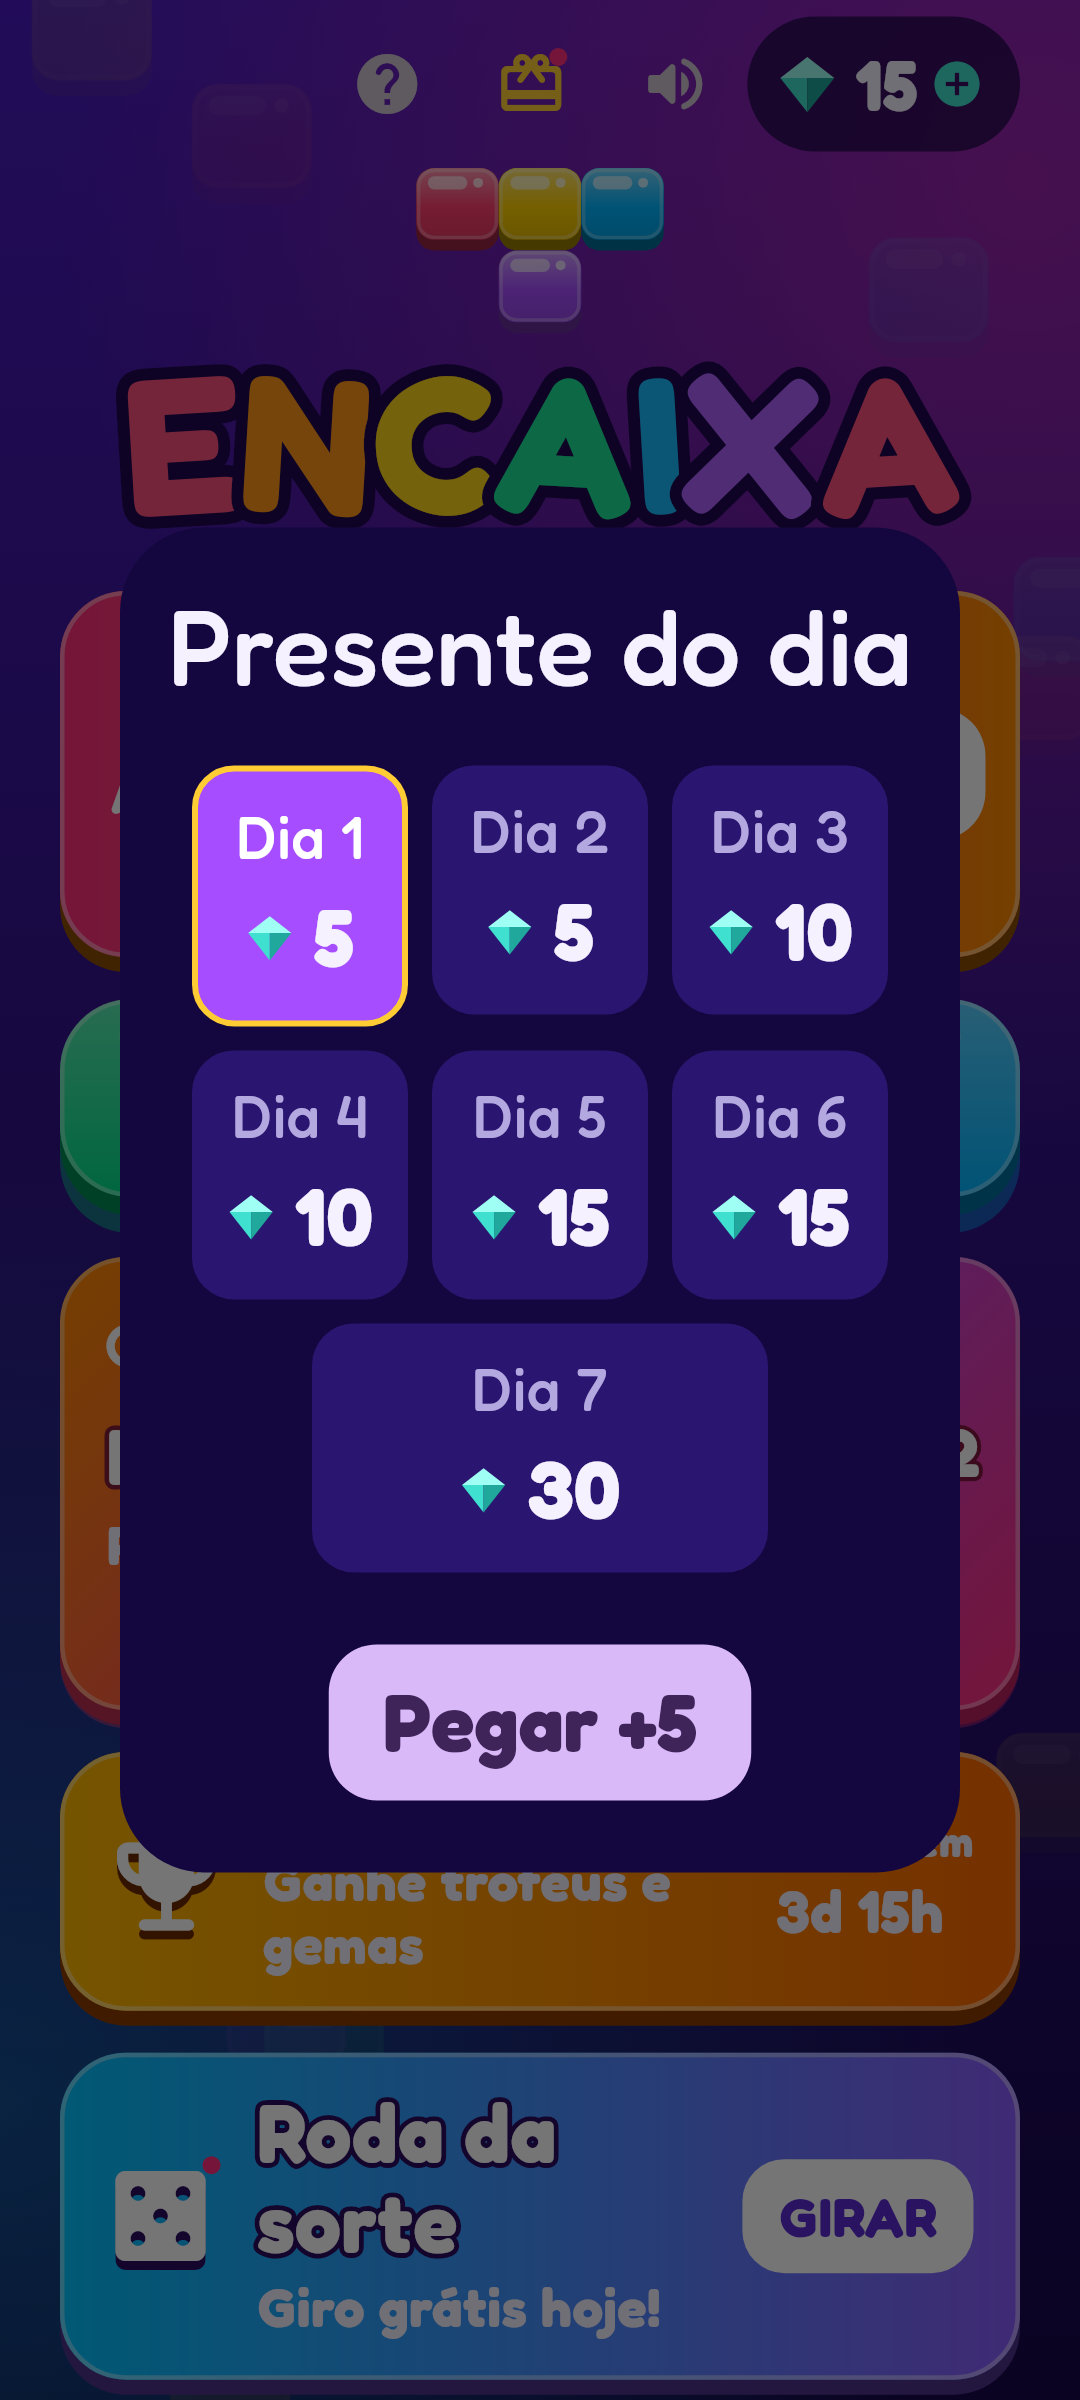 15
ENCAIXA
Presente do dia
Dia 1
5
Dia 2
5
Dia 3
10
Dia 4
10
Dia 5
15
Dia 6
15
Dia 7
30
Pegar +5
Ganhe troféus e
gemas
3d 15h
Roda da
sorte
Giro grátis hoje!
GIRAR